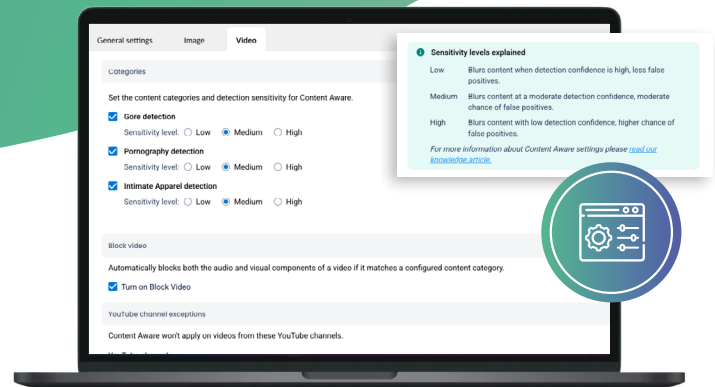 General settings Image Video
Categories
Set the content categories and detection sensitivity for Content Aware.
Gore detection
Sensitivity level: Low Medium High
Pornography detection
Sensitivity level: Low Medium High
Intimate Apparel detection
Sensitivity level: Low Medium High
Block video
Automatically blocks both the audio and visual components of a video if it matches a configured content category.
Turn on Block Video
YouTube channel exceptions
Content Aware won't apply on videos from these YouTube channels.
Sensitivity levels explained
Low Blurs content when detection confidence is high, less false
positives.
Medium Blurs content at a moderate detection confidence, moderate
chance of false positives.
High Blurs content with low detection confidence, higher chance of
false positives.
For more information about Content Aware settings please read our
knowledge article.